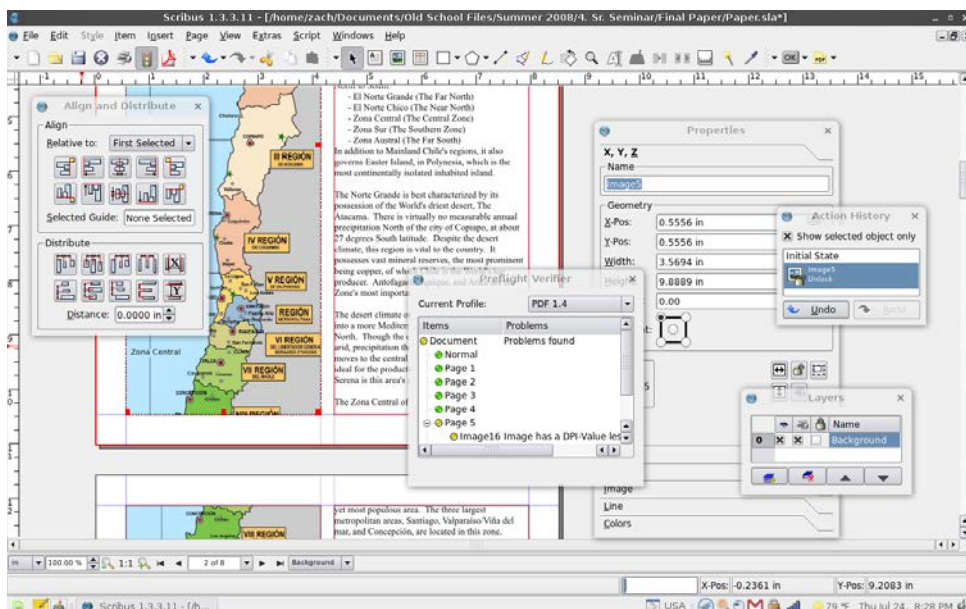 Scribus 1.3.3.11 - [/home/zach/Documents/Old School Files/Summer 2008/4. Sr. Seminar/Final Paper/Paper.sla*]
File Edit Style Item Insert Page View Extras Script Windows Help
Align and Distribute
Align
Relative to: First Selected
Selected Guide: None Selected
Distribute
Distance: 0.0000 in
COPIAPO
III REGIÓN
IV REGIÓN
V REGIÓN
REGIÓN
VI REGIÓN
VII REGIÓN
Zona Central
CONCEPCIÓN
- El Norte Grande (The Far North)
- El Norte Chico (The Near North)
- Zona Central (The Central Zone)
- Zona Sur (The Southern Zone)
- Zona Austral (The Far South)
In addition to Mainland Chile's regions, it also
governs Easter Island, in Polynesia, which is the
most continentally isolated inhabited island.
The Norte Grande is best characterized by its
possession of the World's driest desert, The
Atacama. There is virtually no measurable annual
precipitation North of the city of Copiapo, at about
27 degrees South latitude. Despite the desert
climate, this region is vital to the country. It
possesses vast mineral reserves, the most prominent
being copper, of which
producer. Antofagas
Zone's most importa
The desert climate o
into a more Mediter
North. Though the
arid, precipitation th
moves to the central
ideal for the product
Serena is this area's
The Zona Central of
Preflight Verifier
Current Profile: PDF 1.4
Items Problems
Document Problems found
Normal
Page 1
Page 2
Page 3
Page 4
Page 5
Image16 Image has a DPI-Value les
Properties
X, Y, Z
Name
Image5
Geometry
X-Pos: 0.5556 in
Y-Pos: 0.5556 in
Width: 3.5694 in
Height: 9.8889 in
0.00
Image
Line
Colors
Action History
Show selected object only
Initial State
Image5
Unlock
Undo Redo
Layers
Name
0 Background
VIII REGIÓN
yet most populous area. The three largest
metropolitan areas, Santiago, Valparaiso/Viña del
mar, and Concepción, are located in this zone.
in 100.00 % 1:1 2 of 8 Background
X-Pos: -0.2361 in Y-Pos: 9.2083 in
Scribus 1.3.3.11 - [/h... USA 79 °F Thu Jul 24, 8:28 PM